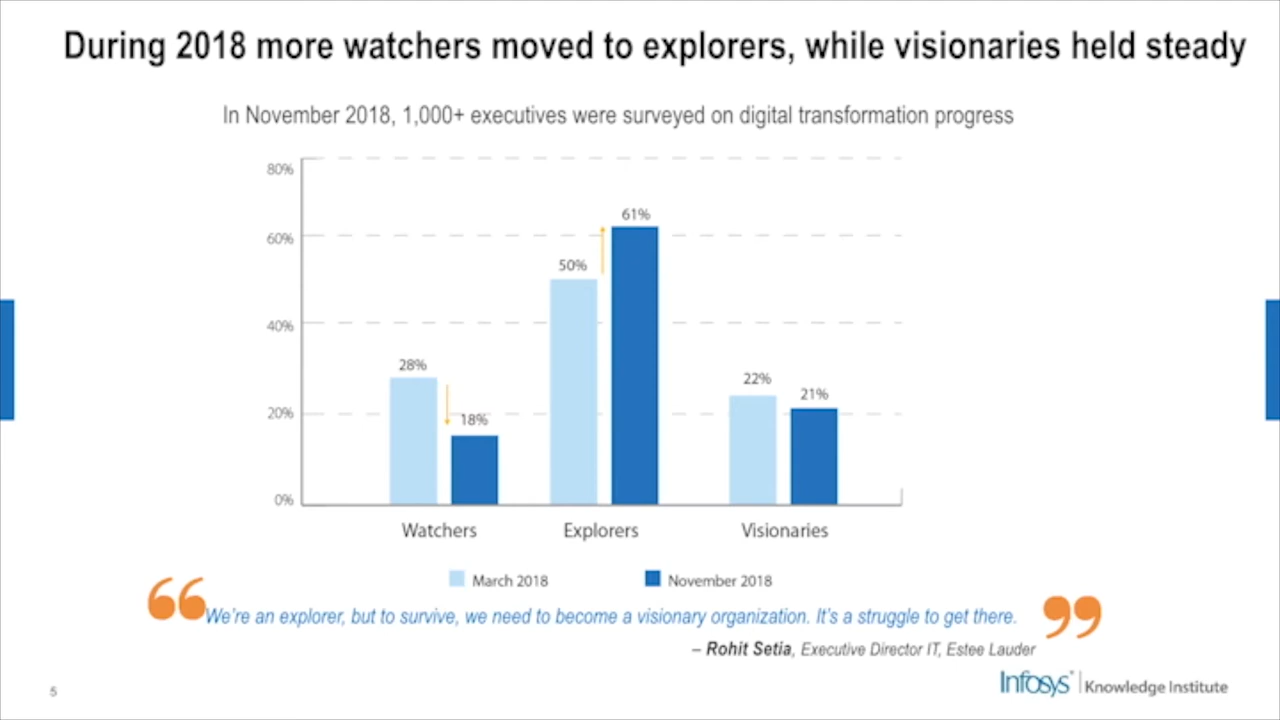 During 2018 more watchers moved to explorers, while visionaries held steady
In November 2018, 1,000+ executives were surveyed on digital transformation progress
80%
60%
40%
20%
0%
28%
18%
50%
61%
22%
21%
Watchers
Explorers
Visionaries
March 2018
November 2018
“We’re an explorer, but to survive, we need to become a visionary organization. It’s a struggle to get there. ”
– Rohit Setia, Executive Director IT, Estee Lauder
5
Infosys® | Knowledge Institute